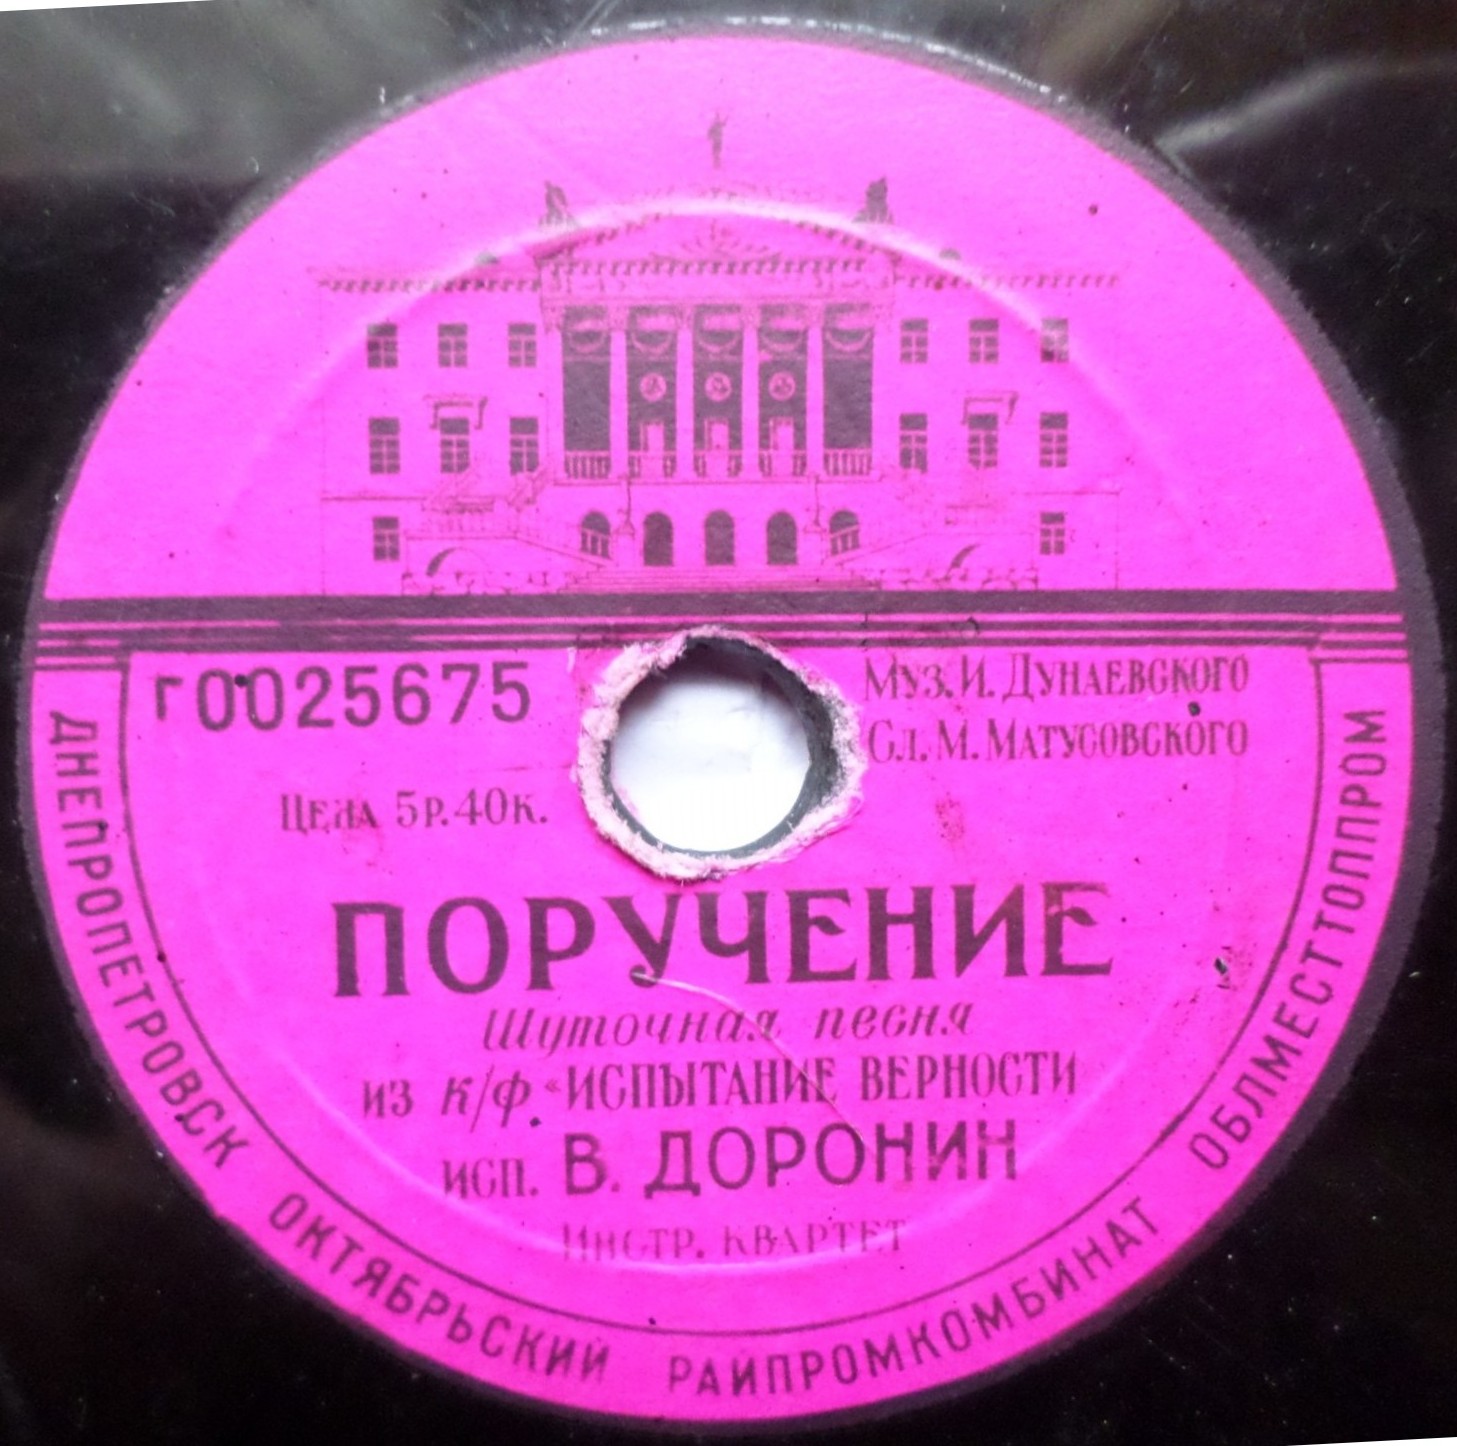 г0025675
Муз. И. Дунаевского
Сл. М. Матусовского
Цена 5р.40к.
ПОРУЧЕНИЕ
Шуточная песня
из к/ф. «ИСПЫТАНИЕ ВЕРНОСТИ
исп. В. ДОРОНИН
Инстр. квартет
ДНЕПРОПЕТРОВСК ОКТЯБРЬСКИЙ РАЙПРОМКОМБИНАТ ОБЛМЕСТТОППРОМ